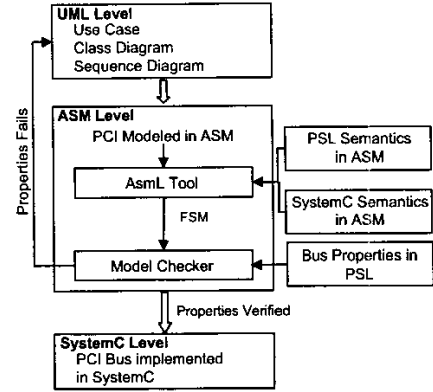 UML Level
Use Case
Class Diagram
Sequence Diagram
Properties Fails
ASM Level
PCI Modeled in ASM
AsmL Tool
FSM
Model Checker
PSL Semantics
in ASM
SystemC Semantics
in ASM
Bus Properties in
PSL
Properties Verified
SystemC Level
PCI Bus implemented
in SystemC